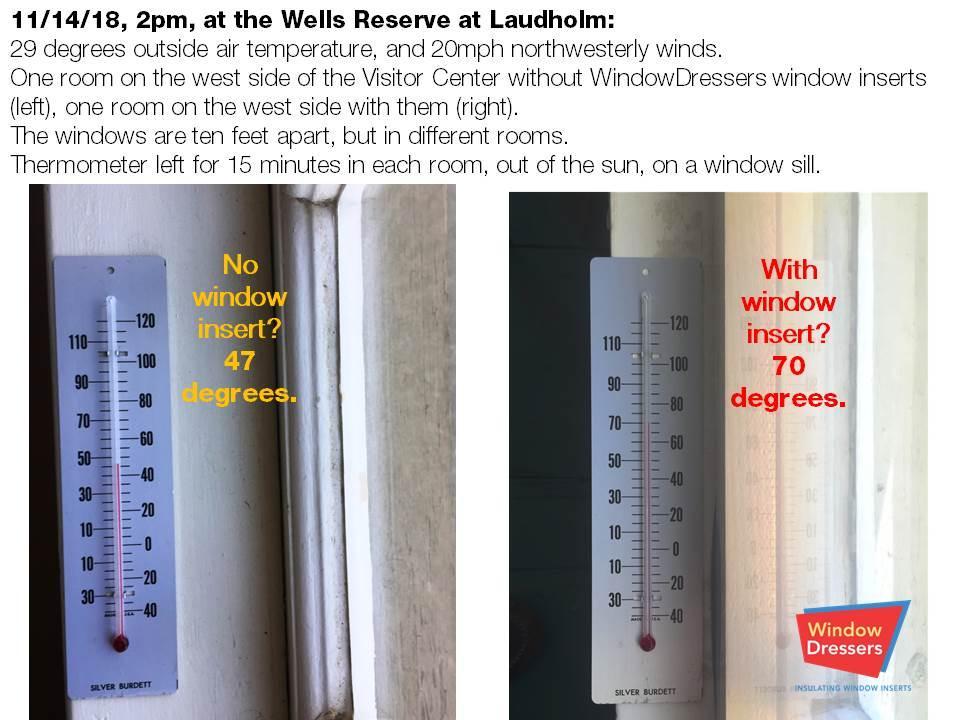 11/14/18, 2pm, at the Wells Reserve at Laudholm:
29 degrees outside air temperature, and 20mph northwesterly winds.
One room on the west side of the Visitor Center without WindowDressers window inserts
(left), one room on the west side with them (right).
The windows are ten feet apart, but in different rooms.
Thermometer left for 15 minutes in each room, out of the sun, on a window sill.
No
window
insert?
47
degrees.
120
110
100
90
80
70
60
50
40
30
20
10
0
10
20
30
40
SILVER BURDETT
With
window
insert?
70
degrees.
120
110
100
90
80
70
60
50
40
30
20
10
0
10
20
30
40
SILVER BURDETT
Window
Dressers
INSULATING WINDOW INSERTS